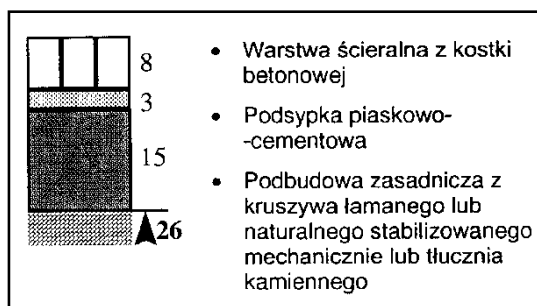 8
3
15
26
• Warstwa ścieralna z kostki
betonowej
• Podsypka piaskowo-
-cementowa
• Podbudowa zasadnicza z
kruszywa łamanego lub
naturalnego stabilizowanego
mechanicznie lub tłucznia
kamiennego